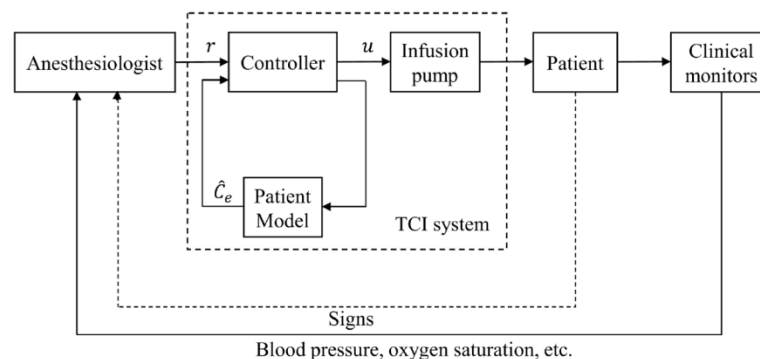 Anesthesiologist
r
Controller
u
Infusion
pump
Patient
Clinical
monitors
Ĉₑ
Patient
Model
TCI system
Signs
Blood pressure, oxygen saturation, etc.